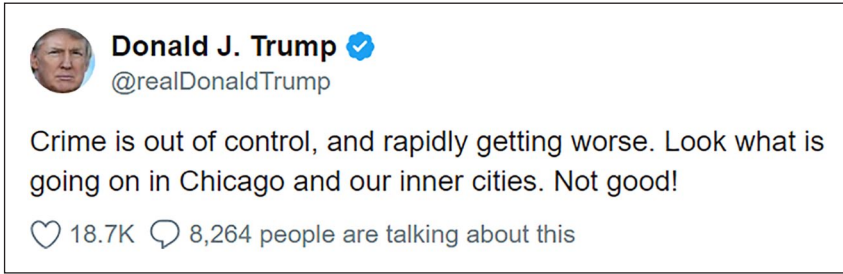 Donald J. Trump
@realDonaldTrump
Crime is out of control, and rapidly getting worse. Look what is
going on in Chicago and our inner cities. Not good!
18.7K 8,264 people are talking about this